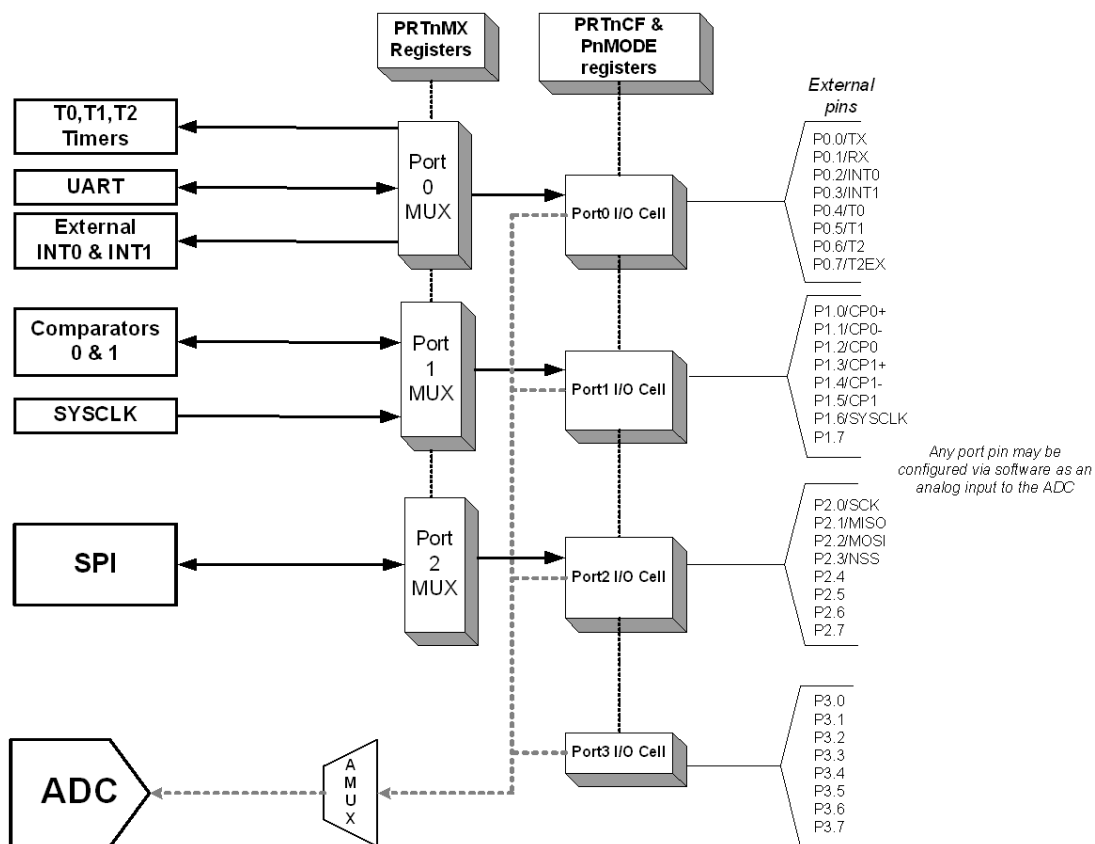 PRTnMX
Registers
PRTnCF &
PnMODE
registers
External
pins
T0,T1,T2
Timers
UART
External
INT0 & INT1
Port
0
MUX
Port0 I/O Cell
P0.0/TX
P0.1/RX
P0.2/INT0
P0.3/INT1
P0.4/T0
P0.5/T1
P0.6/T2
P0.7/T2EX
Comparators
0 & 1
SYSCLK
Port
1
MUX
Port1 I/O Cell
P1.0/CP0+
P1.1/CP0-
P1.2/CP0
P1.3/CP1+
P1.4/CP1-
P1.5/CP1
P1.6/SYSCLK
P1.7
Any port pin may be
configured via software as an
analog input to the ADC
SPI
Port
2
MUX
Port2 I/O Cell
P2.0/SCK
P2.1/MISO
P2.2/MOSI
P2.3/NSS
P2.4
P2.5
P2.6
P2.7
ADC
A
M
U
X
Port3 I/O Cell
P3.0
P3.1
P3.2
P3.3
P3.4
P3.5
P3.6
P3.7